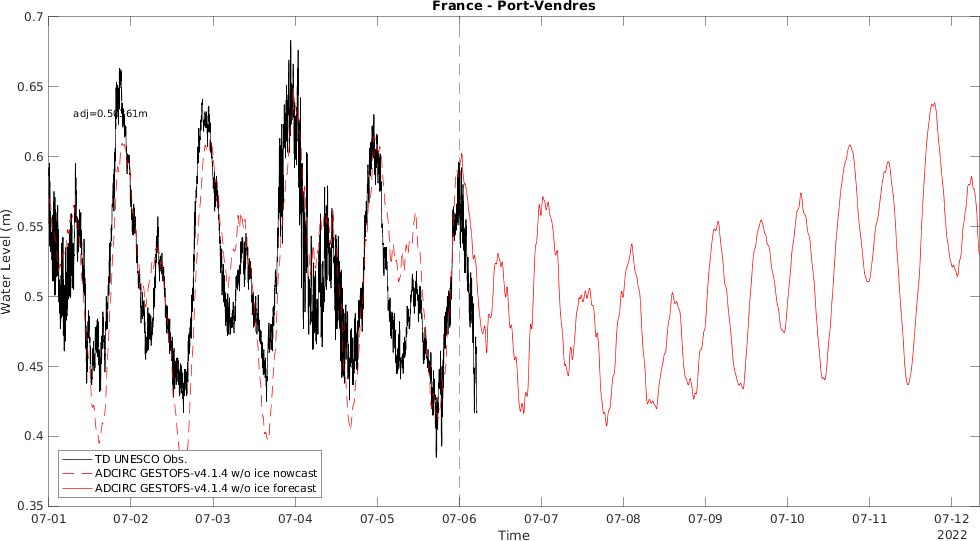 France - Port-Vendres
0.7
0.65
0.6
0.55
0.5
0.45
0.4
0.35
Water Level (m)
TD UNESCO Obs.
ADCIRC GESTOFS-v4.1.4 w/o ice nowcast
ADCIRC GESTOFS-v4.1.4 w/o ice forecast
07-01 07-02 07-03 07-04 07-05 07-06 07-07 07-08 07-09 07-10 07-11 07-12
Time
2022